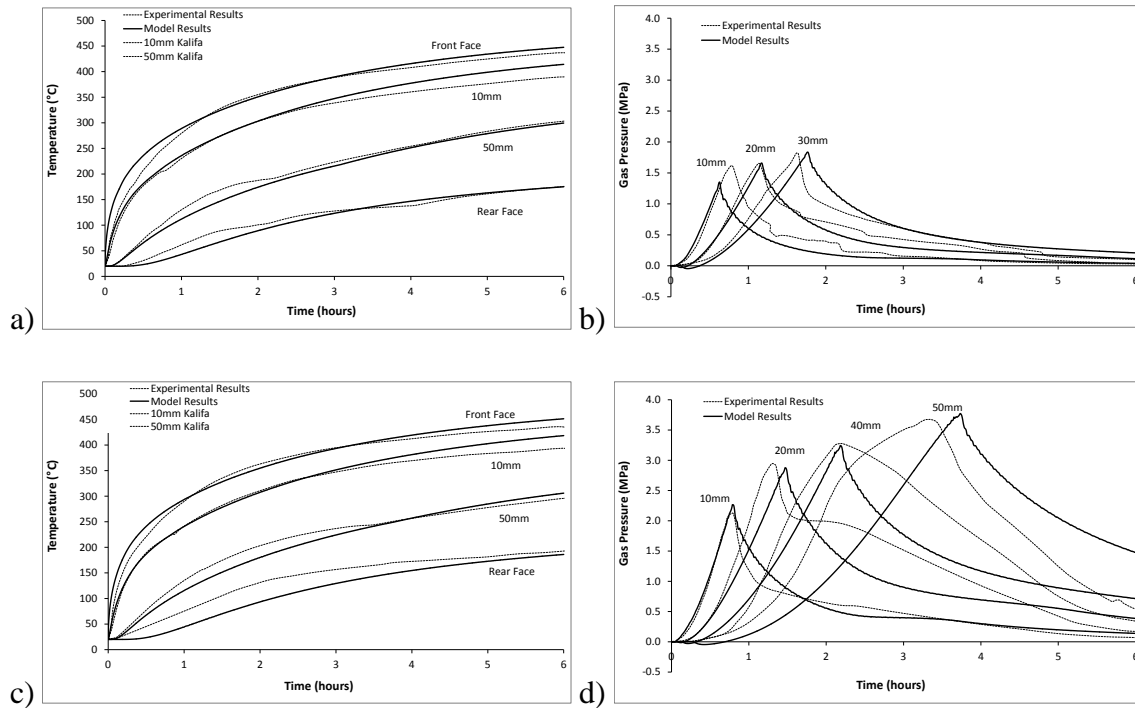 Experimental Results
Model Results
10mm Kalifa
50mm Kalifa
500
450
400
350
300
250
200
150
100
50
0
Temperature (°C)
Front Face
10mm
50mm
Rear Face
0 1 2 3 4 5 6
Time (hours)
a)
Experimental Results
Model Results
4.0
3.5
3.0
2.5
2.0
1.5
1.0
0.5
0.0
-0.5
Gas Pressure (MPa)
10mm
20mm
30mm
0 1 2 3 4 5 6
Time (hours)
b)
Experimental Results
Model Results
10mm Kalifa
50mm Kalifa
500
450
400
350
300
250
200
150
100
50
0
Temperature (°C)
Front Face
10mm
50mm
Rear Face
0 1 2 3 4 5 6
Time (hours)
c)
Experimental Results
Model Results
4.0
3.5
3.0
2.5
2.0
1.5
1.0
0.5
0.0
-0.5
Gas Pressure (MPa)
10mm
20mm
40mm
50mm
0 1 2 3 4 5 6
Time (hours)
d)